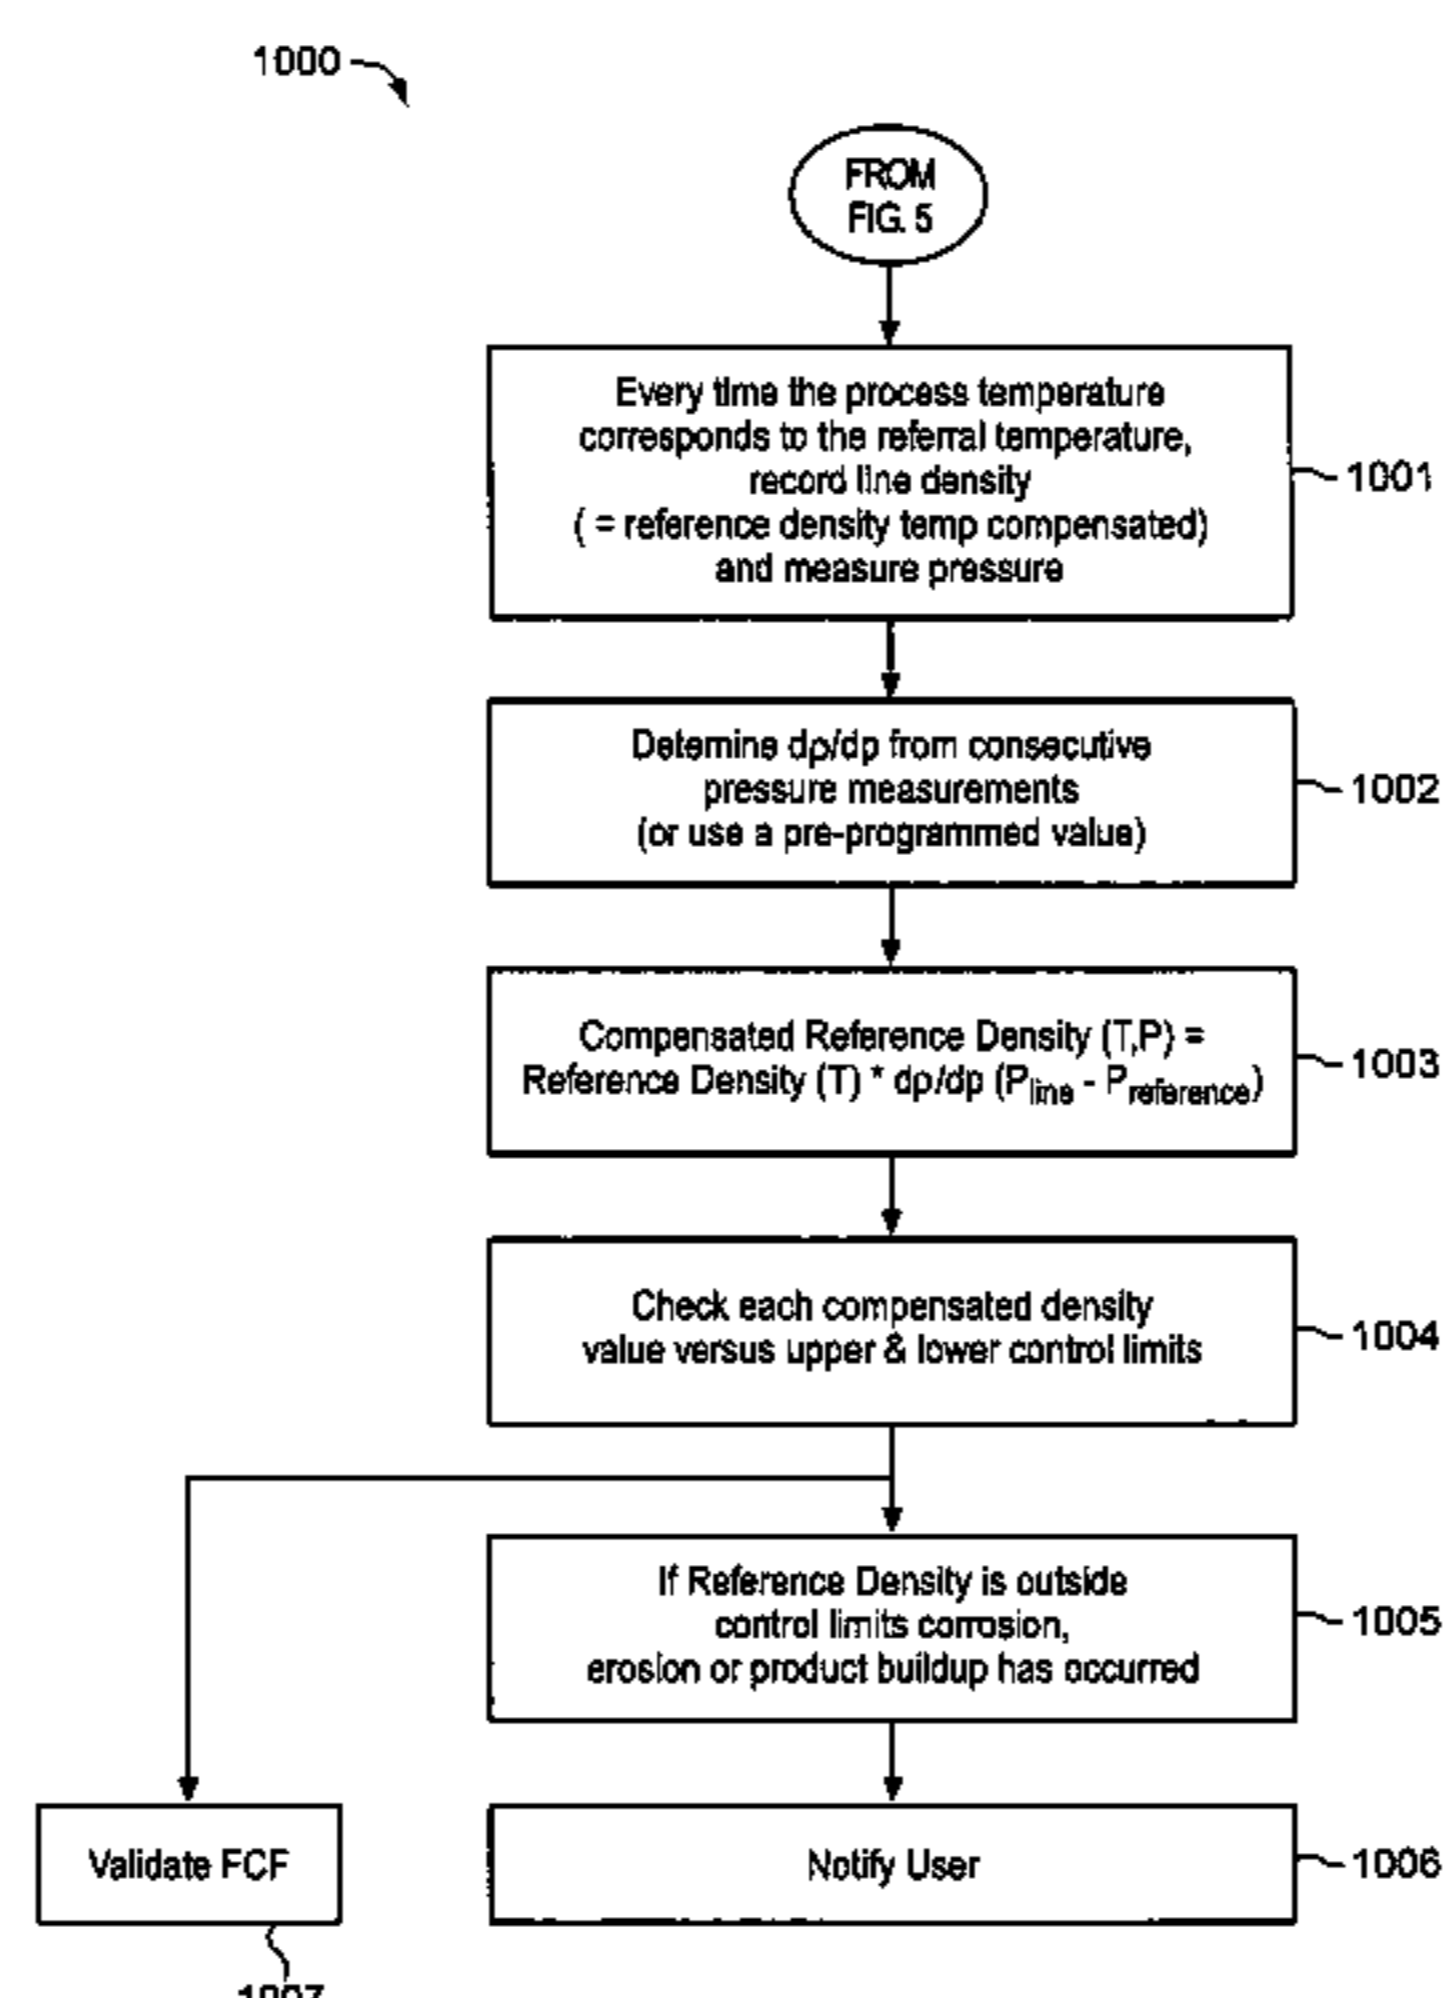 1000
FROM
FIG. 5
Every time the process temperature
corresponds to the referral temperature,
record line density
( = reference density temp compensated)
and measure pressure
1001
Detemine dρ/dp from consecutive
pressure measurements
(or use a pre-programmed value)
1002
Compensated Reference Density (T,P) =
Reference Density (T) * dρ/dp (Pline - Preference)
1003
Check each compensated density
value versus upper & lower control limits
1004
If Reference Density is outside
control limits corrosion,
erosion or product buildup has occurred
1005
Validate FCF
Notify User
1006
1007